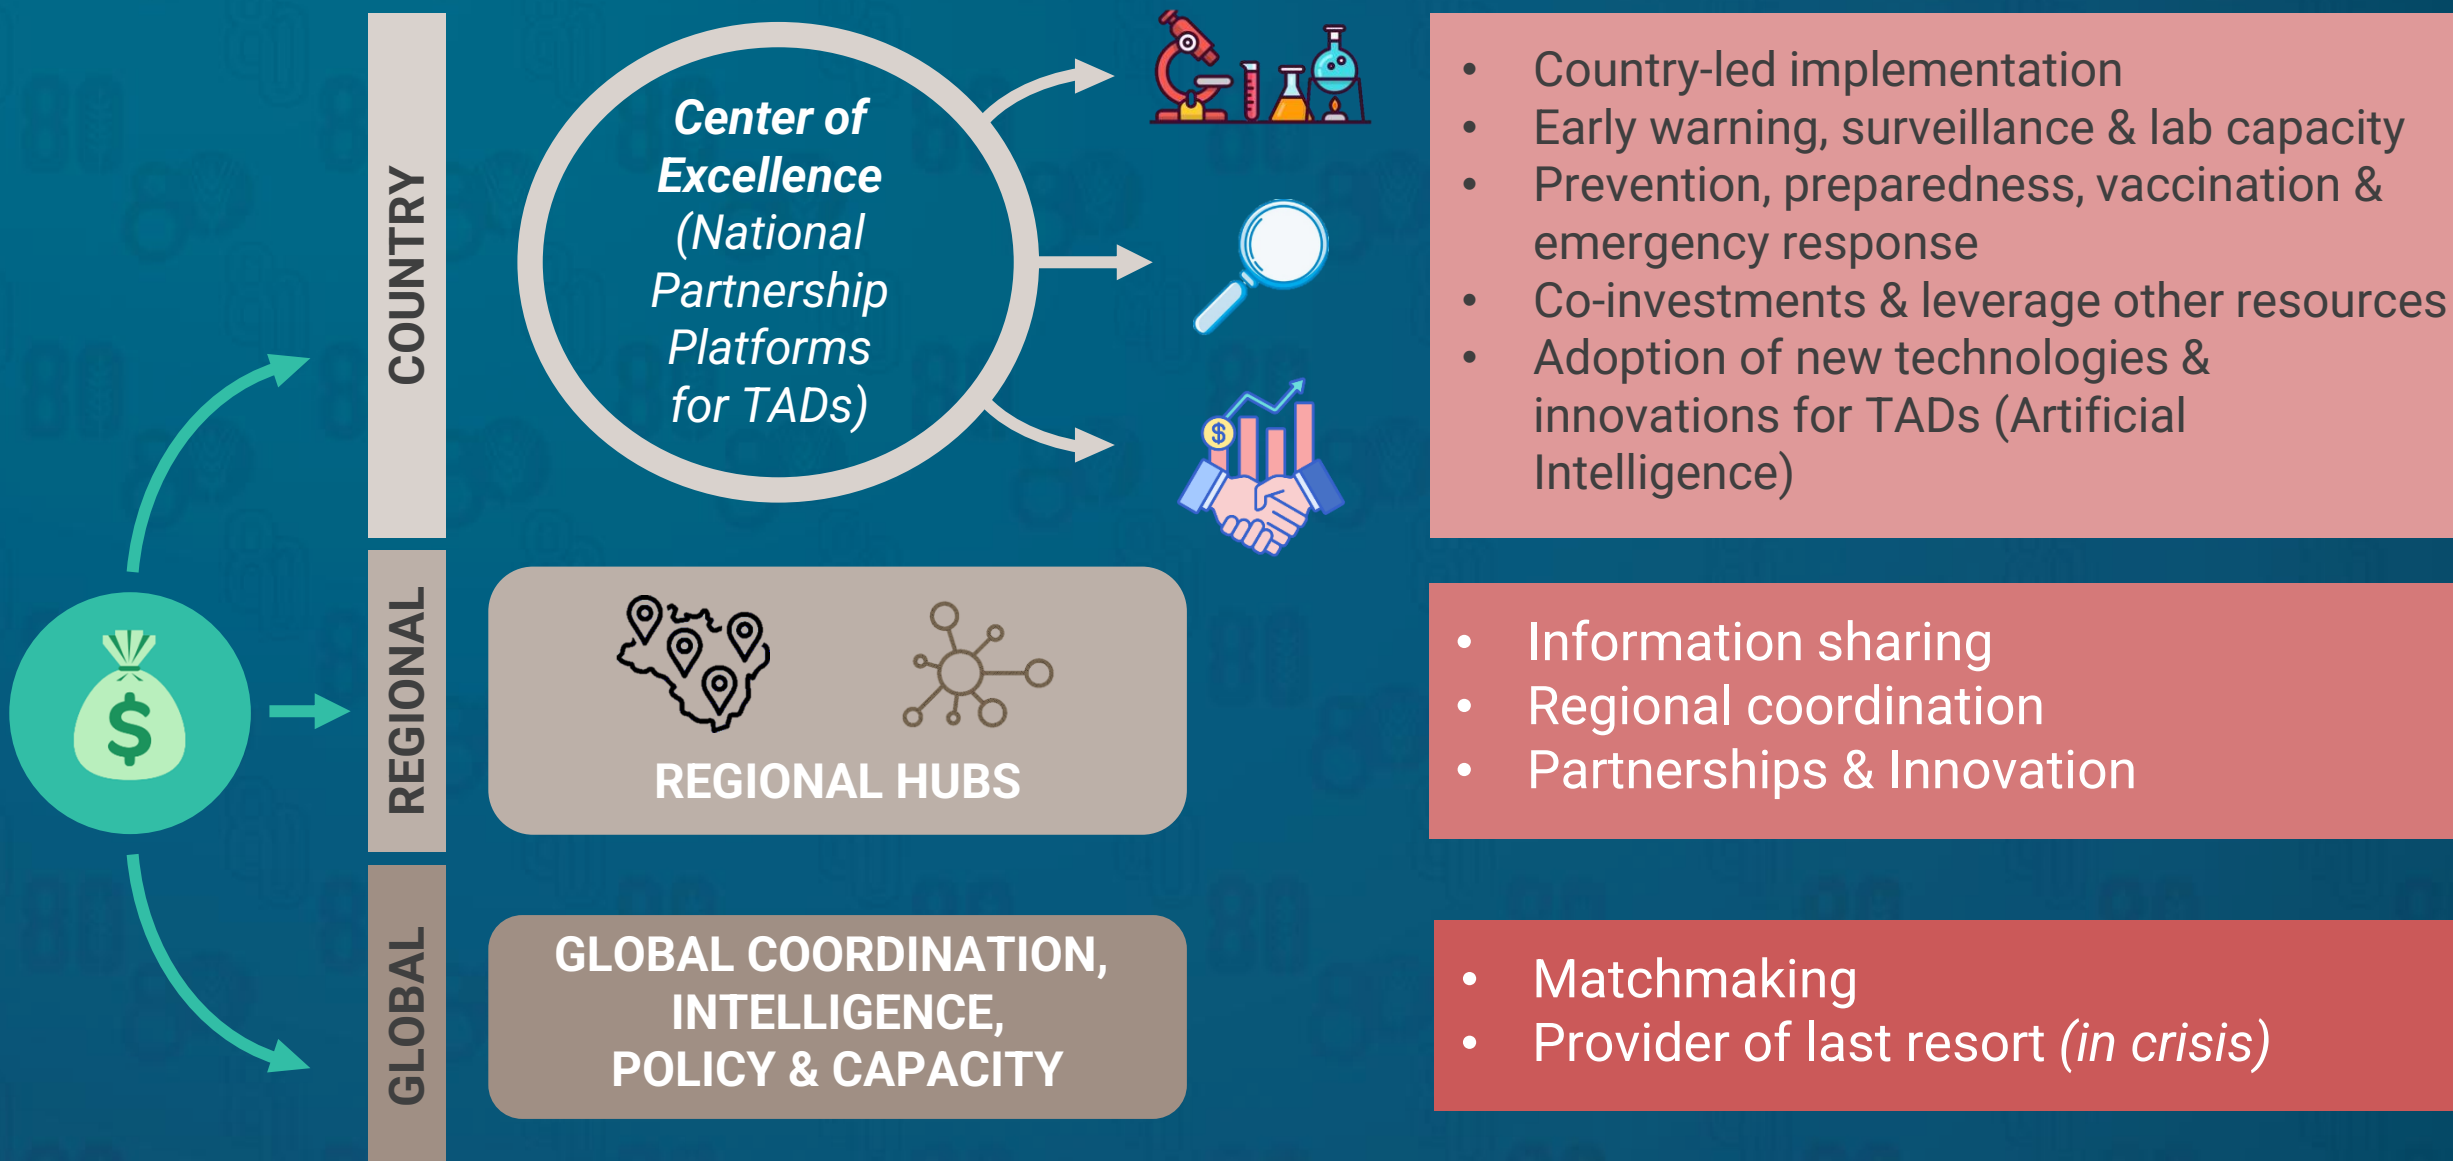 COUNTRY
Center of
Excellence
(National
Partnership
Platforms
for TADs)
$
• Country-led implementation
• Early warning, surveillance & lab capacity
• Prevention, preparedness, vaccination &
emergency response
• Co-investments & leverage other resources
• Adoption of new technologies &
innovations for TADs (Artificial
Intelligence)
$
REGIONAL
REGIONAL HUBS
• Information sharing
• Regional coordination
• Partnerships & Innovation
GLOBAL
GLOBAL COORDINATION,
INTELLIGENCE,
POLICY & CAPACITY
• Matchmaking
• Provider of last resort (in crisis)